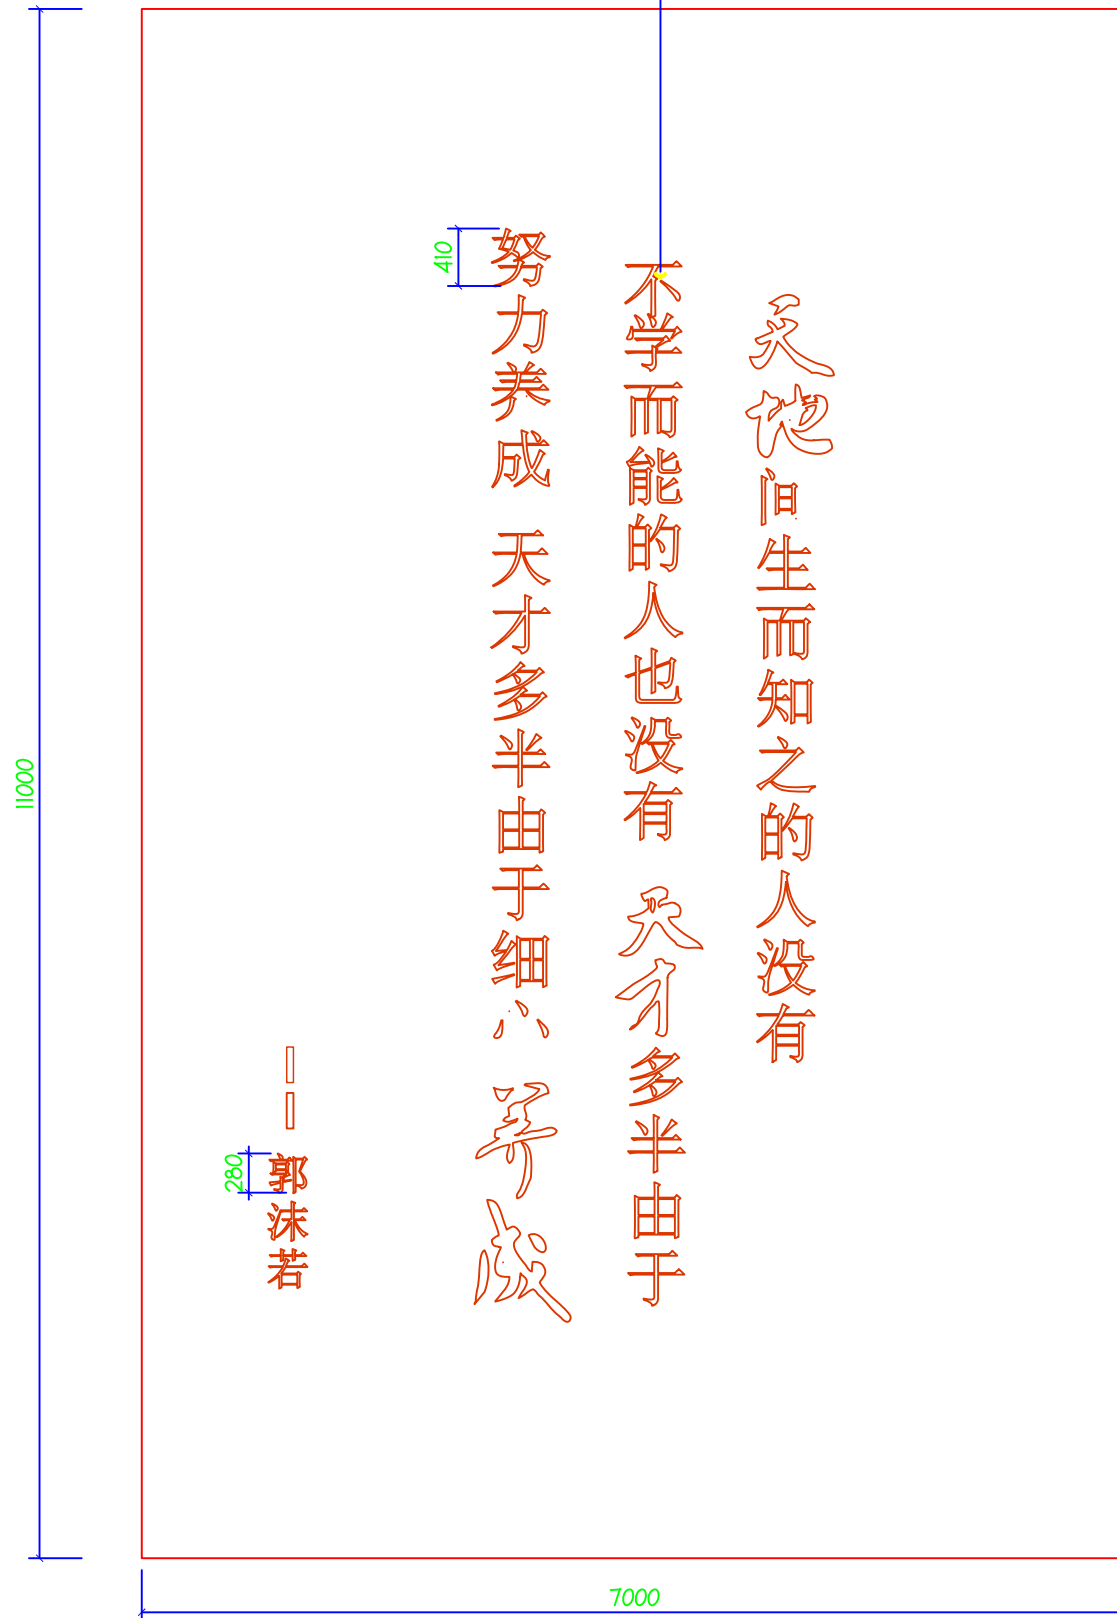 天地间生而知之的人没有
不学而能的人也没有 天才多半由于
努力养成 天才多半由于细心 养成
——郭沫若
410
280
11000
7000